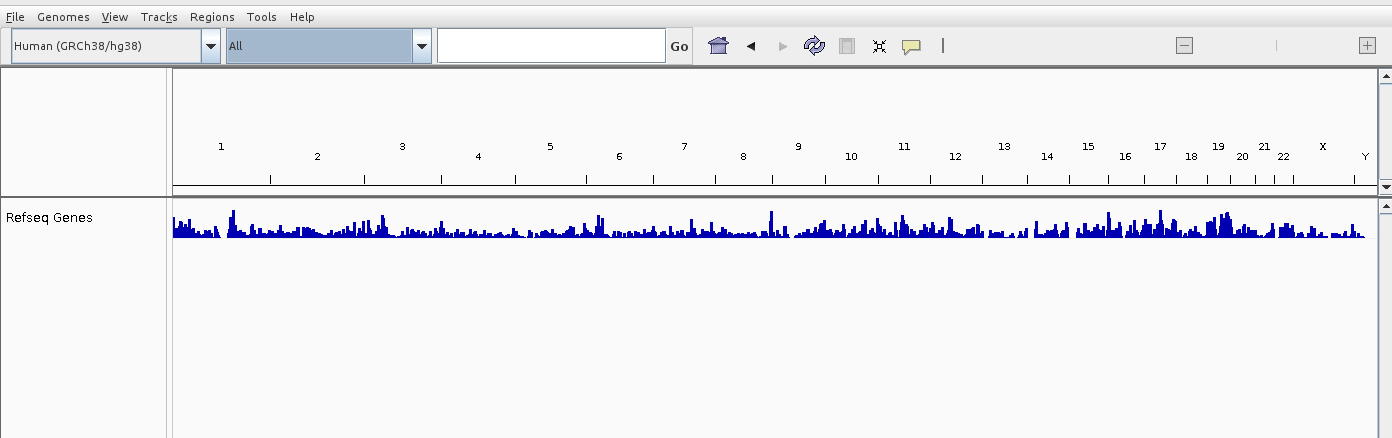 File Genomes View Tracks Regions Tools Help
Human (GRCh38/hg38) All Go
1 2 3 4 5 6 7 8 9 10 11 12 13 14 15 16 17 18 19 20 21 22 X Y
Refseq Genes